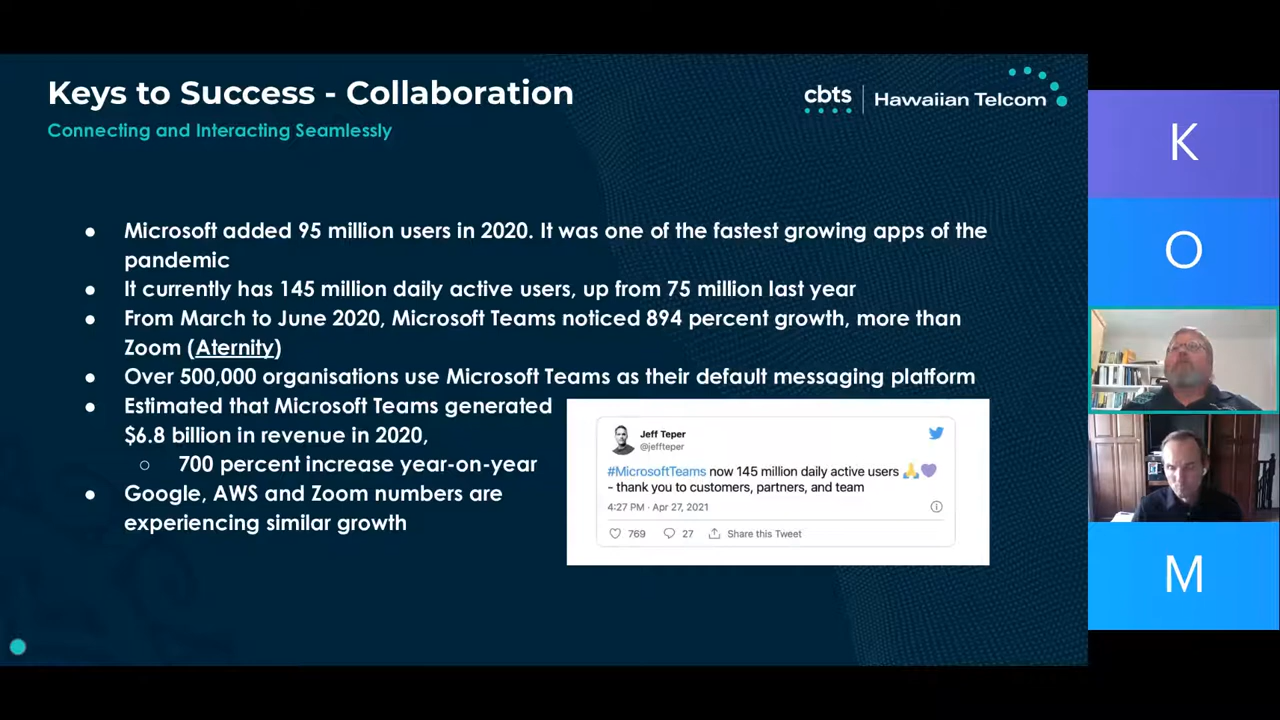 Keys to Success - Collaboration
Connecting and Interacting Seamlessly
cbts
Hawaiian Telcom
● Microsoft added 95 million users in 2020. It was one of the fastest growing apps of the
pandemic
● It currently has 145 million daily active users, up from 75 million last year
● From March to June 2020, Microsoft Teams noticed 894 percent growth, more than
Zoom (Aternity)
● Over 500,000 organisations use Microsoft Teams as their default messaging platform
● Estimated that Microsoft Teams generated
$6.8 billion in revenue in 2020,
○ 700 percent increase year-on-year
● Google, AWS and Zoom numbers are
experiencing similar growth
Jeff Teper
@jeffteper
#MicrosoftTeams now 145 million daily active users 🙏💜
- thank you to customers, partners, and team
4:27 PM · Apr 27, 2021
769 27 Share this Tweet
K
O
M